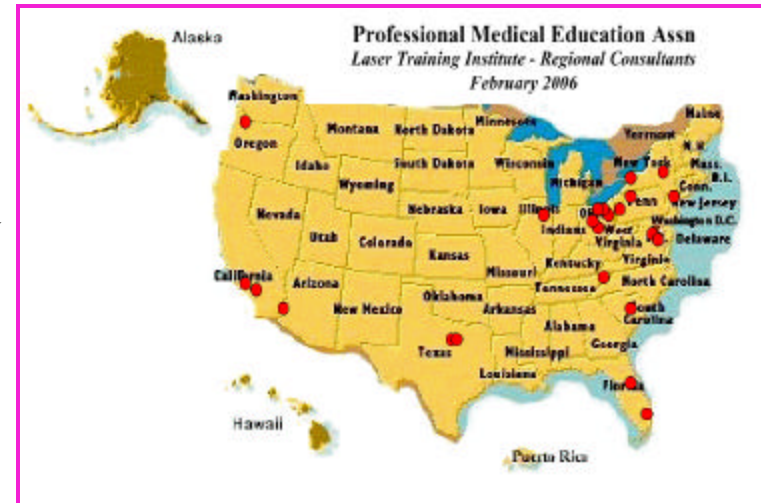 Professional Medical Education Assn
Laser Training Institute - Regional Consultants
February 2006
Alaska
Washington
Oregon
Montana
North Dakota
Minnesota
Idaho
Wyoming
South Dakota
Wisconsin
Michigan
Vermont
Maine
N.H.
New York
Mass.
R.I.
Conn.
New Jersey
Penn
Nevada
Utah
Colorado
Nebraska
Iowa
Illinois
Indiana
West
Virginia
Washington D.C.
Delaware
Kansas
Missouri
Kentucky
Virginia
California
Arizona
New Mexico
Oklahoma
Arkansas
Tennessee
North Carolina
South
Carolina
Texas
Louisiana
Mississippi
Alabama
Georgia
Florida
Hawaii
Puerto Rico